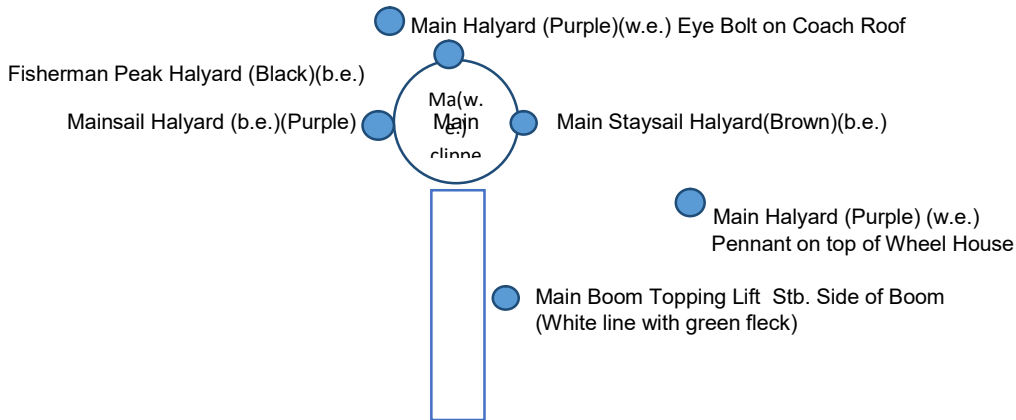 Main Halyard (Purple)(w.e.) Eye Bolt on Coach Roof
Fisherman Peak Halyard (Black)(b.e.)
Mainsail Halyard (b.e.)(Purple)
Ma(w.
Main
clippe
Main Staysail Halyard(Brown)(b.e.)
Main Halyard (Purple) (w.e.)
Pennant on top of Wheel House
Main Boom Topping Lift Stb. Side of Boom
(White line with green fleck)